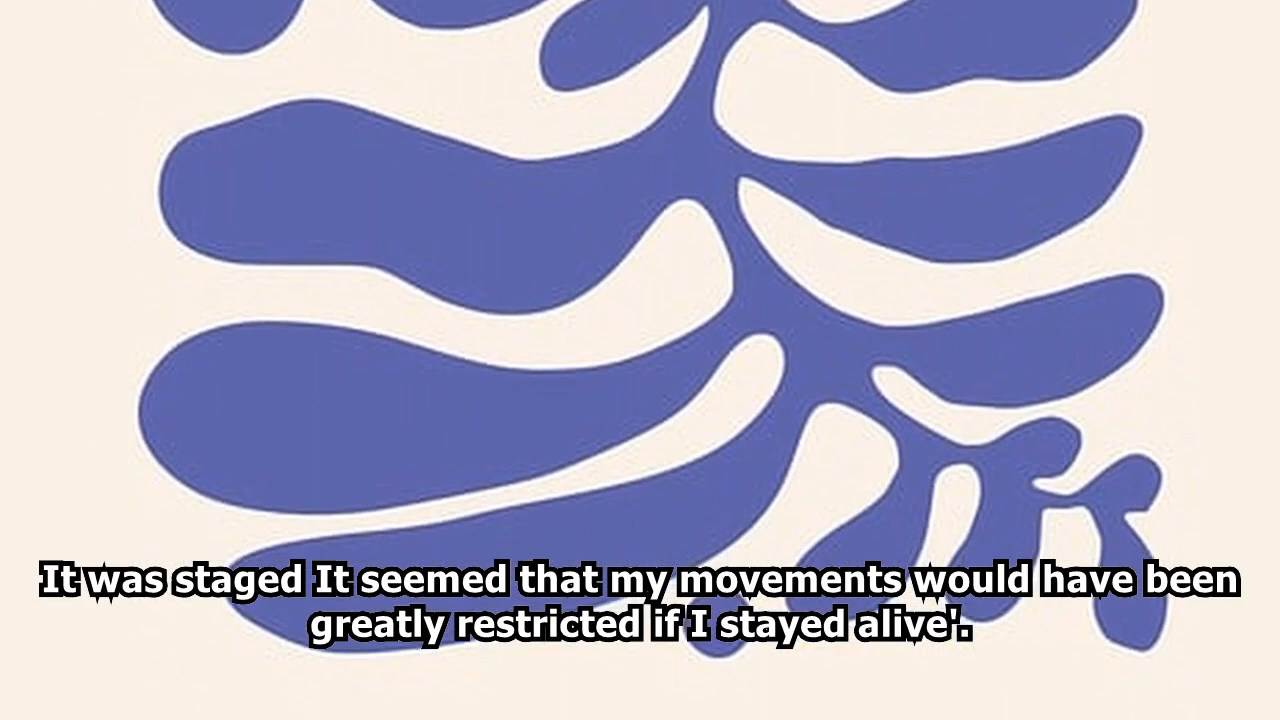 It was staged It seemed that my movements would have been
greatly restricted if I stayed alive'.